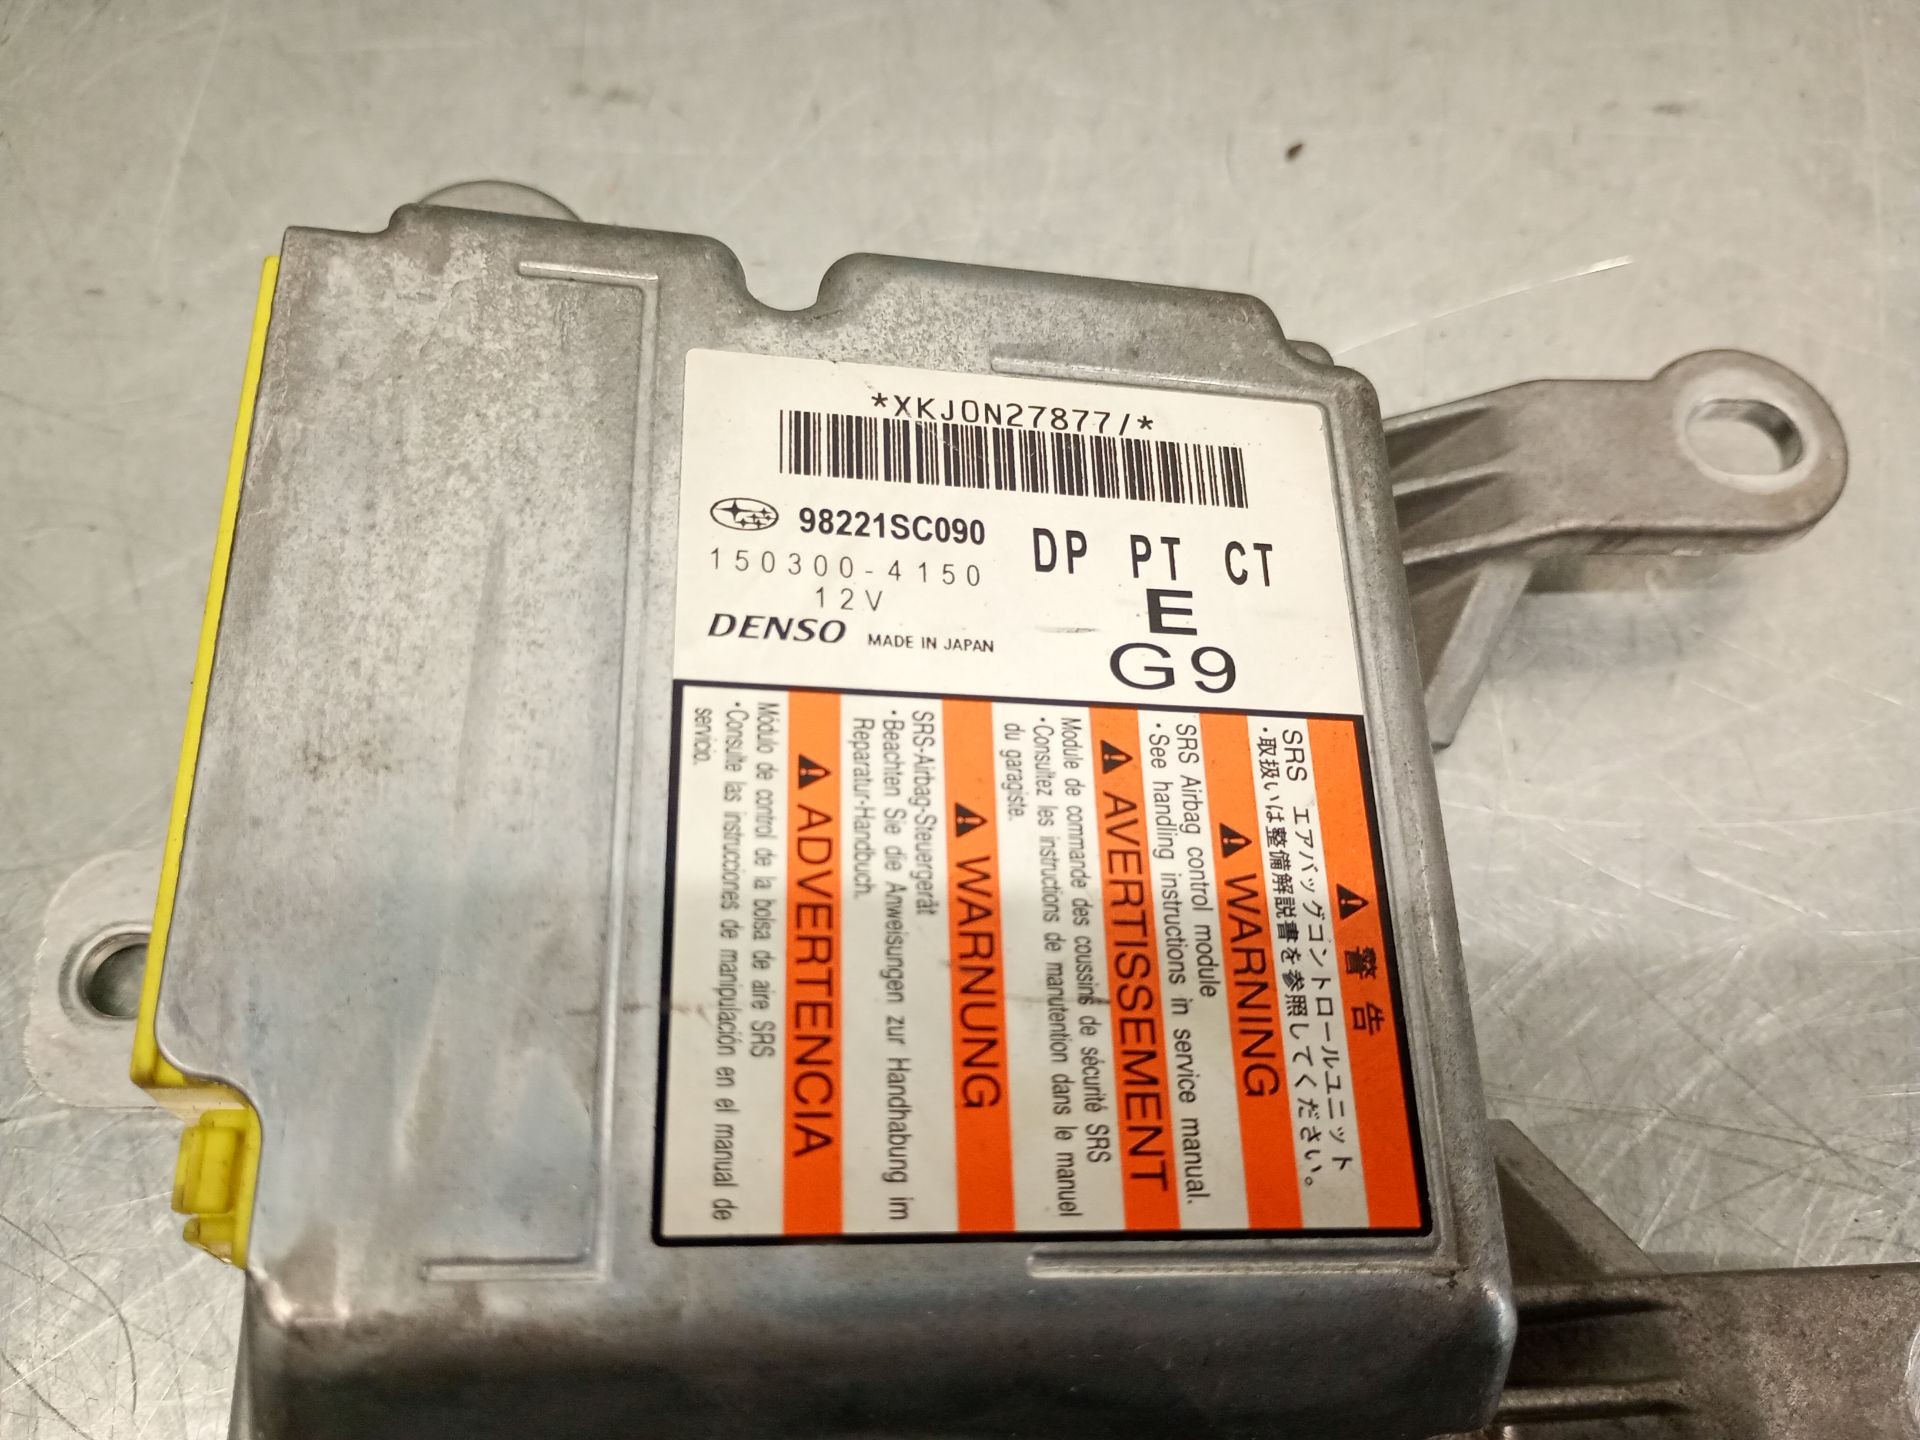 *XKJ0N27877/*
98221SC090
DP PT CT
150300-4150
12V
E
DENSO MADE IN JAPAN
G9
警告
SRS エアバッグコントロールユニット
・取扱いは整備解説書を参照してください。
WARNING
SRS Airbag control module
・See handling instructions in service manual.
AVERTISSEMENT
Module de commande des coussins de sécurité SRS
・Consultez les instructions de manutention dans le manuel
du garagiste.
WARNUNG
SRS-Airbag-Steuergerät
・Beachten Sie die Anweisungen zur Handhabung im
Reparatur-Handbuch.
ADVERTENCIA
Módulo de control de la bolsa de aire SRS
・Consulte las instrucciones de manipulación en el manual de
servicio.